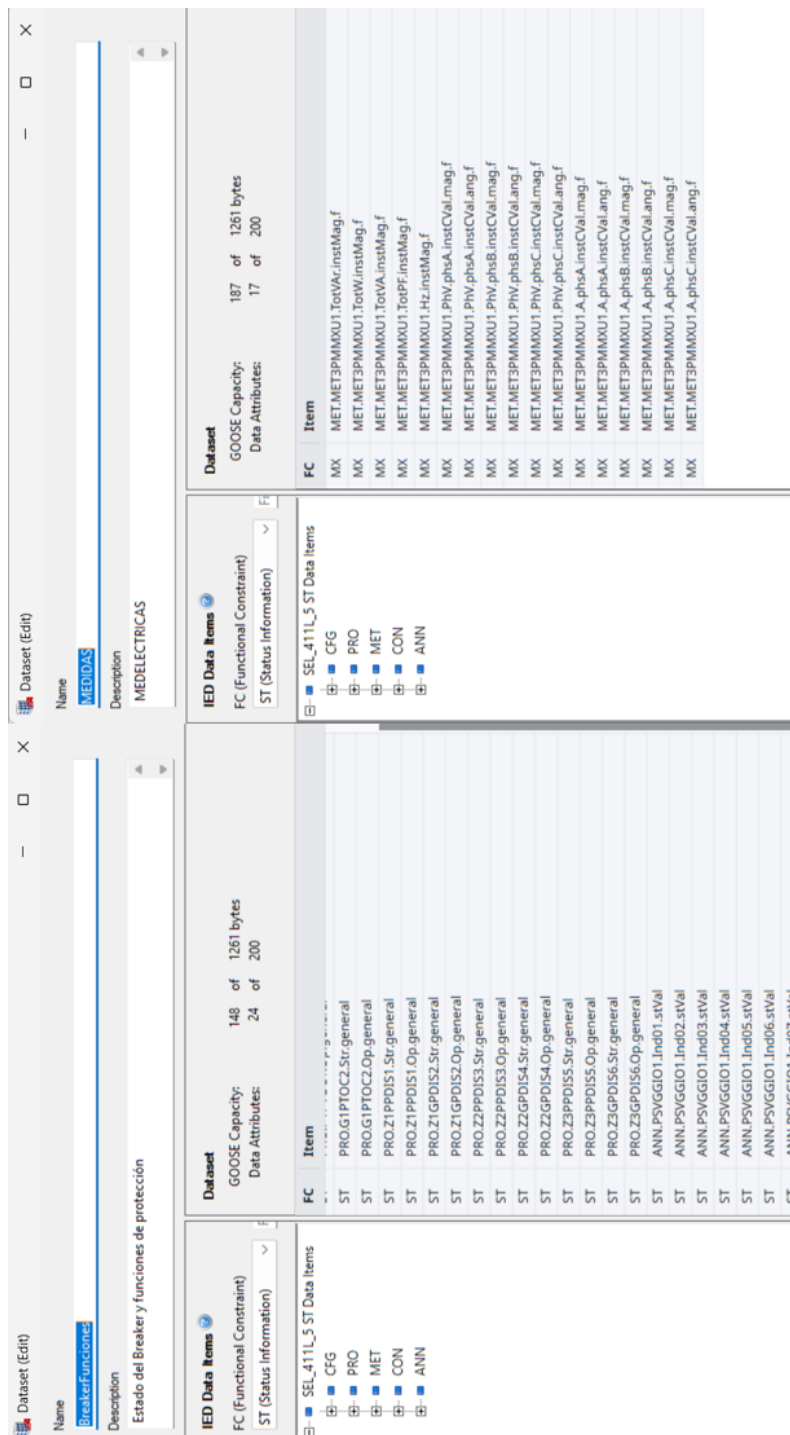 Dataset (Edit)
Name
BreakerFunciones
Description
Estado del Breaker y funciones de protección
IED Data Items
FC (Functional Constraint)
ST (Status Information)
SEL_411L_5 ST Data Items
CFG
PRO
MET
CON
ANN
Dataset
GOOSE Capacity: 148 of 1261 bytes
Data Attributes: 24 of 200
FC Item
ST PRO.G1PTOC2.Str.general
ST PRO.G1PTOC2.Op.general
ST PRO.Z1PPDIS1.Str.general
ST PRO.Z1PPDIS1.Op.general
ST PRO.Z1GPDIS2.Str.general
ST PRO.Z1GPDIS2.Op.general
ST PRO.Z2PPDIS3.Str.general
ST PRO.Z2PPDIS3.Op.general
ST PRO.Z2GPDIS4.Str.general
ST PRO.Z2GPDIS4.Op.general
ST PRO.Z3PPDIS5.Str.general
ST PRO.Z3PPDIS5.Op.general
ST PRO.Z3GPDIS6.Str.general
ST PRO.Z3GPDIS6.Op.general
ST ANN.PSVGGIO1.Ind01.stVal
ST ANN.PSVGGIO1.Ind02.stVal
ST ANN.PSVGGIO1.Ind03.stVal
ST ANN.PSVGGIO1.Ind04.stVal
ST ANN.PSVGGIO1.Ind05.stVal
ST ANN.PSVGGIO1.Ind06.stVal
ST ANN.PSVGGIO1.Ind07.stVal
Dataset (Edit)
Name
MEDIDAS
Description
MEDELECTRICAS
IED Data Items
FC (Functional Constraint)
ST (Status Information)
SEL_411L_5 ST Data Items
CFG
PRO
MET
CON
ANN
Dataset
GOOSE Capacity: 187 of 1261 bytes
Data Attributes: 17 of 200
FC Item
MX MET.MET3PMMXU1.TotVAr.instMag.f
MX MET.MET3PMMXU1.TotW.instMag.f
MX MET.MET3PMMXU1.TotVA.instMag.f
MX MET.MET3PMMXU1.TotPF.instMag.f
MX MET.MET3PMMXU1.Hz.instMag.f
MX MET.MET3PMMXU1.PhV.phsA.instCVal.mag.f
MX MET.MET3PMMXU1.PhV.phsA.instCVal.ang.f
MX MET.MET3PMMXU1.PhV.phsB.instCVal.mag.f
MX MET.MET3PMMXU1.PhV.phsB.instCVal.ang.f
MX MET.MET3PMMXU1.PhV.phsC.instCVal.mag.f
MX MET.MET3PMMXU1.PhV.phsC.instCVal.ang.f
MX MET.MET3PMMXU1.A.phsA.instCVal.mag.f
MX MET.MET3PMMXU1.A.phsA.instCVal.ang.f
MX MET.MET3PMMXU1.A.phsB.instCVal.mag.f
MX MET.MET3PMMXU1.A.phsB.instCVal.ang.f
MX MET.MET3PMMXU1.A.phsC.instCVal.mag.f
MX MET.MET3PMMXU1.A.phsC.instCVal.ang.f